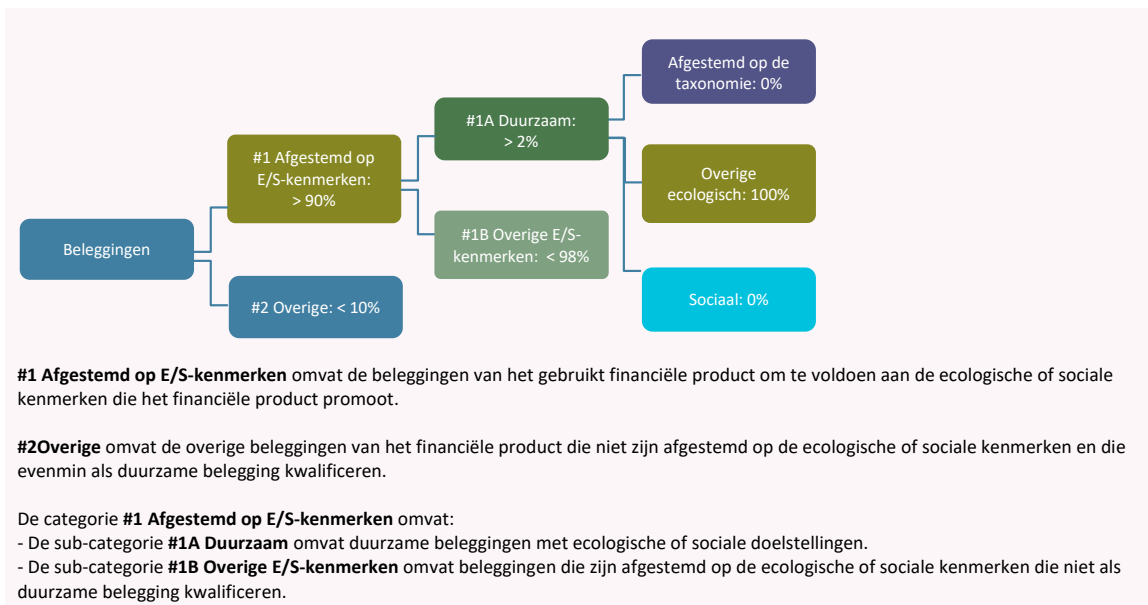 Beleggingen
#1 Afgestemd op
E/S-kenmerken:
> 90%
#2 Overige: < 10%
#1A Duurzaam:
> 2%
#1B Overige E/S-
kenmerken: < 98%
Afgestemd op de
taxonomie: 0%
Overige
ecologisch: 100%
Sociaal: 0%
#1 Afgestemd op E/S-kenmerken omvat de beleggingen van het gebruikt financiële product om te voldoen aan de ecologische of sociale
kenmerken die het financiële product promoot.
#2Overige omvat de overige beleggingen van het financiële product die niet zijn afgestemd op de ecologische of sociale kenmerken en die
evenmin als duurzame belegging kwalificeren.
De categorie #1 Afgestemd op E/S-kenmerken omvat:
- De sub-categorie #1A Duurzaam omvat duurzame beleggingen met ecologische of sociale doelstellingen.
- De sub-categorie #1B Overige E/S-kenmerken omvat beleggingen die zijn afgestemd op de ecologische of sociale kenmerken die niet als
duurzame belegging kwalificeren.